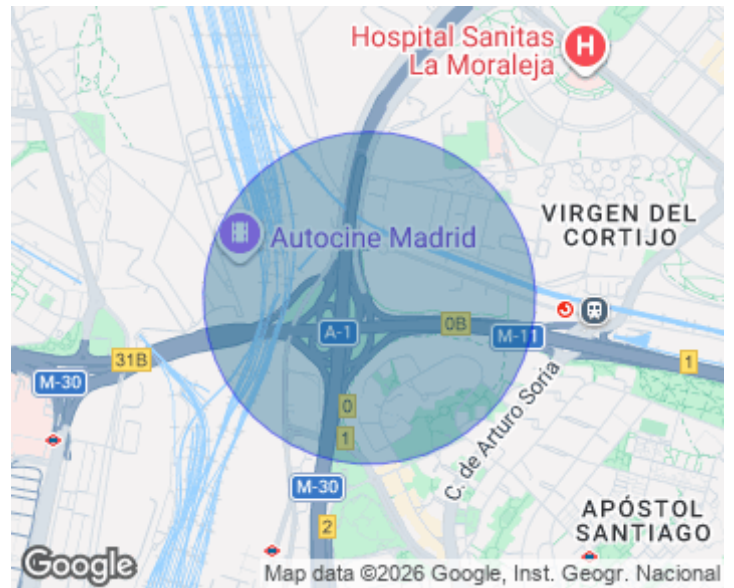 Hospital Sanitas
La Moraleja
H
VIRGEN DEL
CORTIJO
Autocine Madrid
A-1
0B
M-11
31B
1
M-30
0
1
C. de Arturo Soria
M-30
2
APÓSTOL
SANTIAGO
Google
Map data ©2026 Google, Inst. Geogr. Nacional